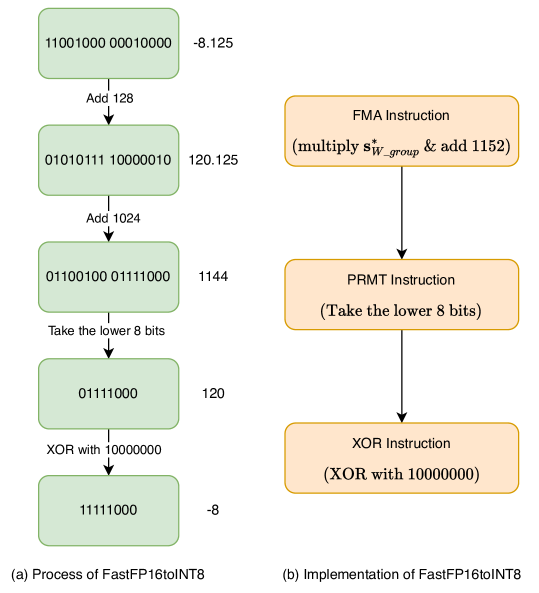 11001000 00010000 -8.125
Add 128
01010111 10000010 120.125
Add 1024
01100100 01111000 1144
Take the lower 8 bits
01111000 120
XOR with 10000000
11111000 -8
(a) Process of FastFP16toINT8
FMA Instruction
(multiply s*W_group & add 1152)
PRMT Instruction
(Take the lower 8 bits)
XOR Instruction
(XOR with 10000000)
(b) Implementation of FastFP16toINT8